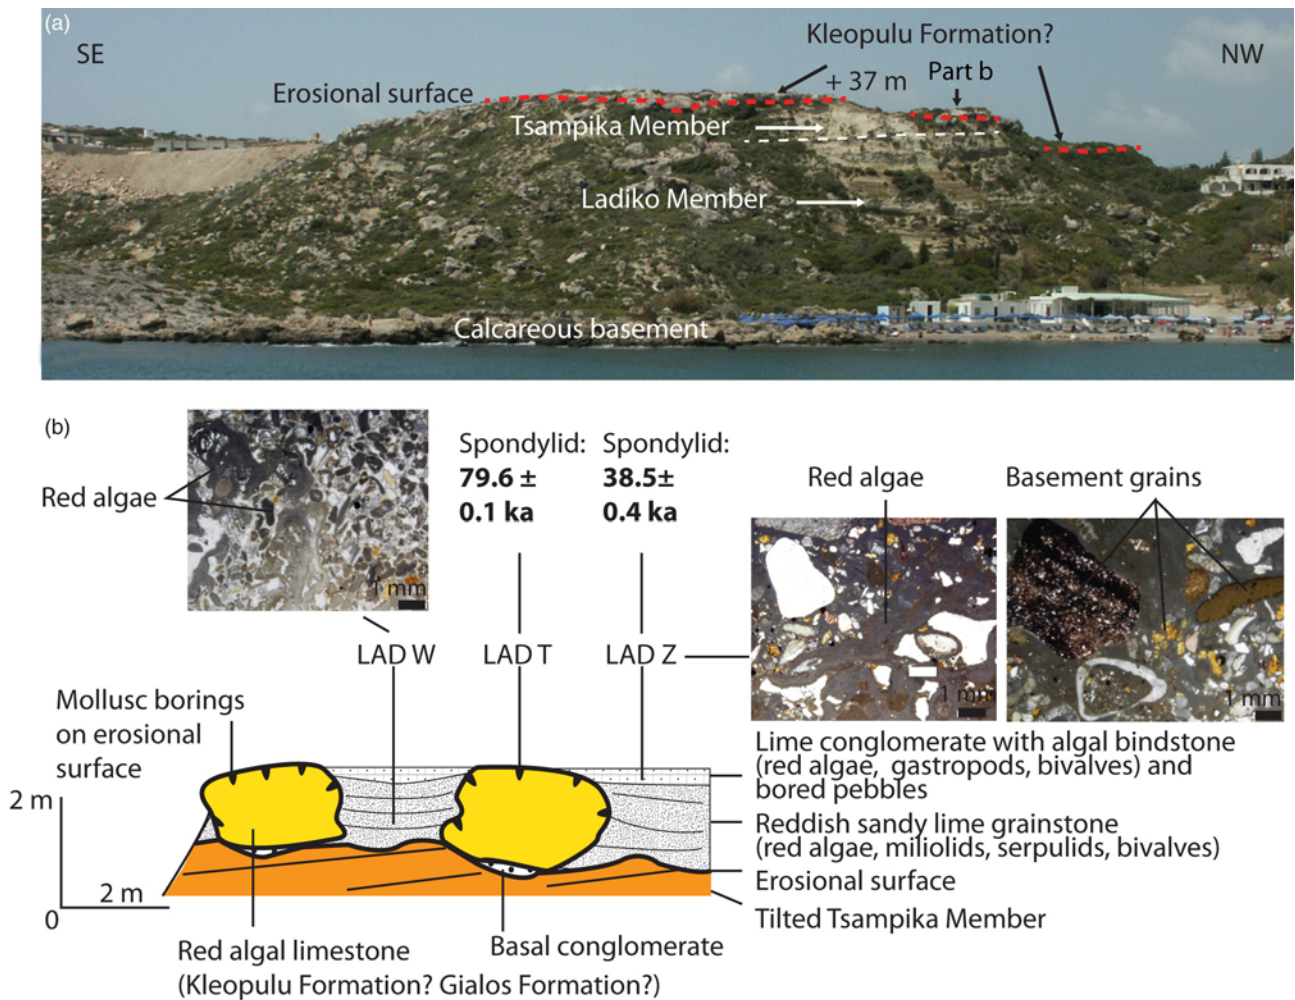 (a)
SE
Kleopulu Formation?
NW
+ 37 m
Part b
Erosional surface
Tsampika Member
Ladiko Member
Calcareous basement
(b)
Red algae
1 mm
Spondylid:
79.6 ±
0.1 ka
Spondylid:
38.5±
0.4 ka
Red algae
Basement grains
1 mm
1 mm
LAD W
LAD T
LAD Z
Mollusc borings
on erosional
surface
2 m
2 m
0
Lime conglomerate with algal bindstone
(red algae, gastropods, bivalves) and
bored pebbles
Reddish sandy lime grainstone
(red algae, miliolids, serpulids, bivalves)
Erosional surface
Tilted Tsampika Member
Red algal limestone
(Kleopulu Formation? Gialos Formation?)
Basal conglomerate